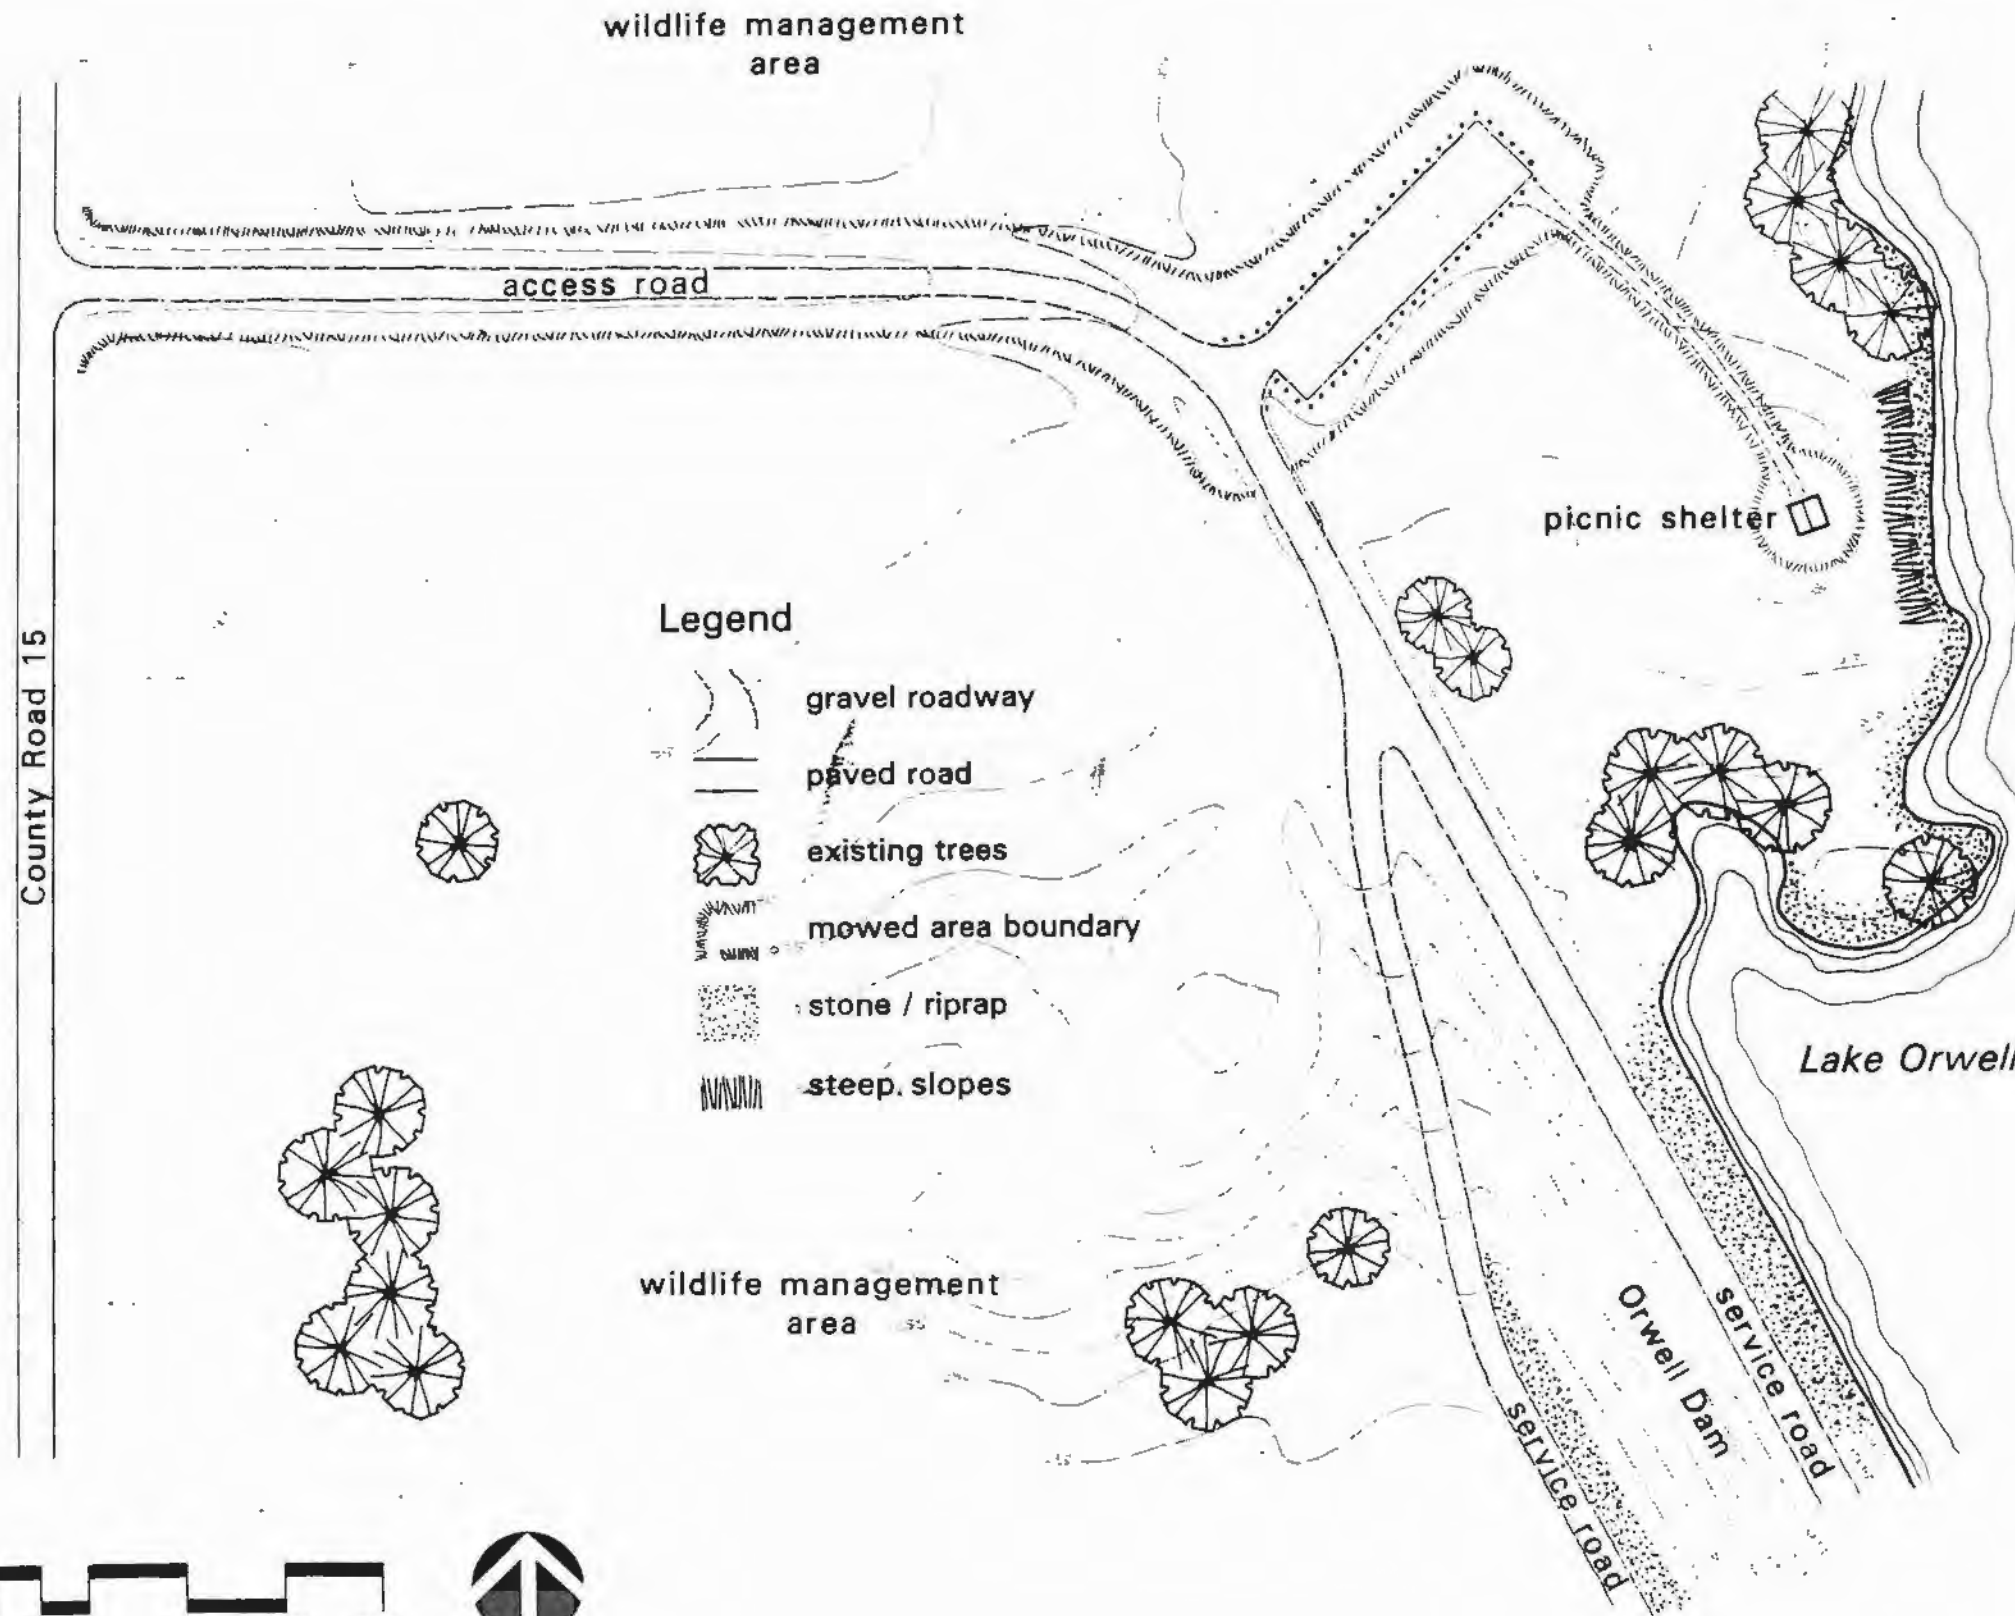 wildlife management
area
access road
picnic shelter
County Road 15
Legend
gravel roadway
paved road
existing trees
mowed area boundary
stone / riprap
steep slopes
Lake Orwell
wildlife management
area
Orwell Dam
service road
service road